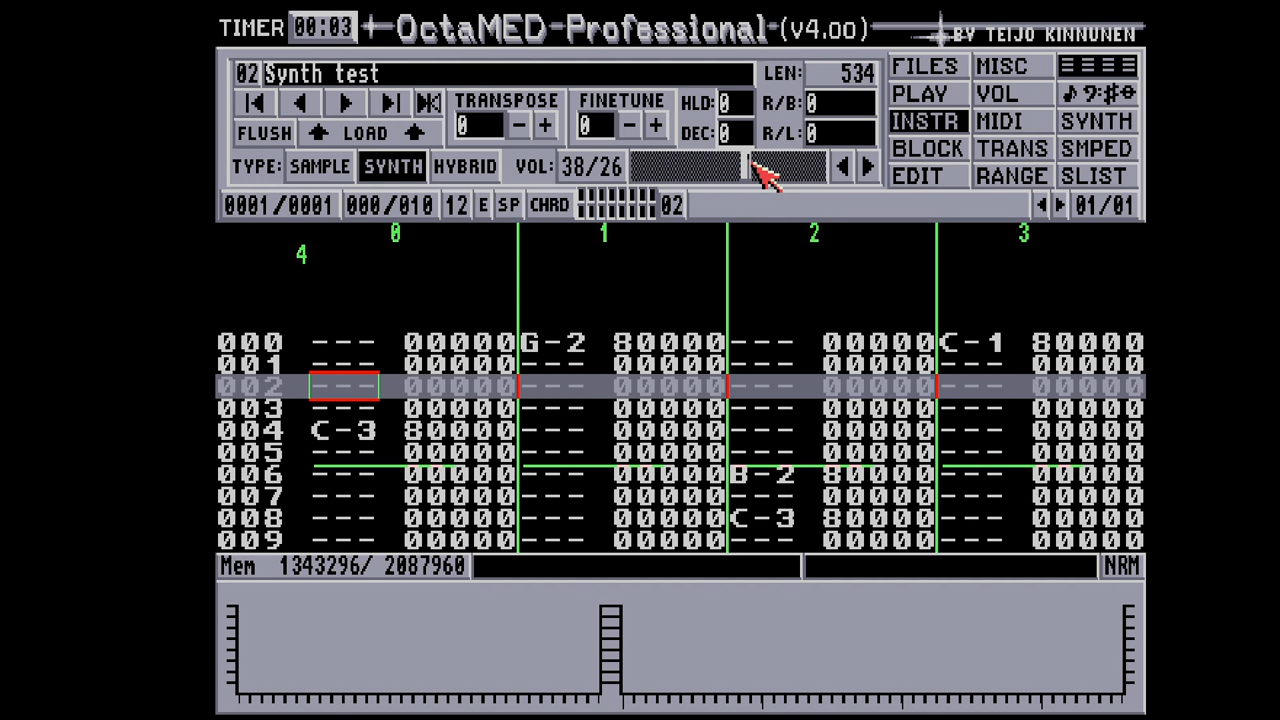 TIMER 00:03 OctaMED-Professional (v4.00) BY TEIJO KINNUNEN
02 Synth test LEN: 534 FILES MISC
TRANSPOSE FINETUNE HLD: 0 R/B: 0 PLAY VOL
0 - + 0 - +
FLUSH LOAD DEC: 0 R/L: 0 INSTR MIDI SYNTH
TYPE: SAMPLE SYNTH HYBRID VOL: 38/26 BLOCK TRANS SMPED
EDIT RANGE SLIST
0001/0001 000/010 12 E SP CHRD 02 01/01
0 1 2 3
4
000 --- 00000 G-2 80000 --- 00000 C-1 80000
001 --- 00000 --- 00000 --- 00000 --- 00000
002 --- 00000 --- 00000 --- 00000 --- 00000
003 --- 00000 --- 00000 --- 00000 --- 00000
004 C-3 80000 --- 00000 --- 00000 --- 00000
005 --- 00000 --- 00000 --- 00000 --- 00000
006 --- 00000 --- 00000 B-2 80000 --- 00000
007 --- 00000 --- 00000 --- 00000 --- 00000
008 --- 00000 --- 00000 C-3 80000 --- 00000
009 --- 00000 --- 00000 --- 00000 --- 00000
Mem 1343296/ 2087960 NRM